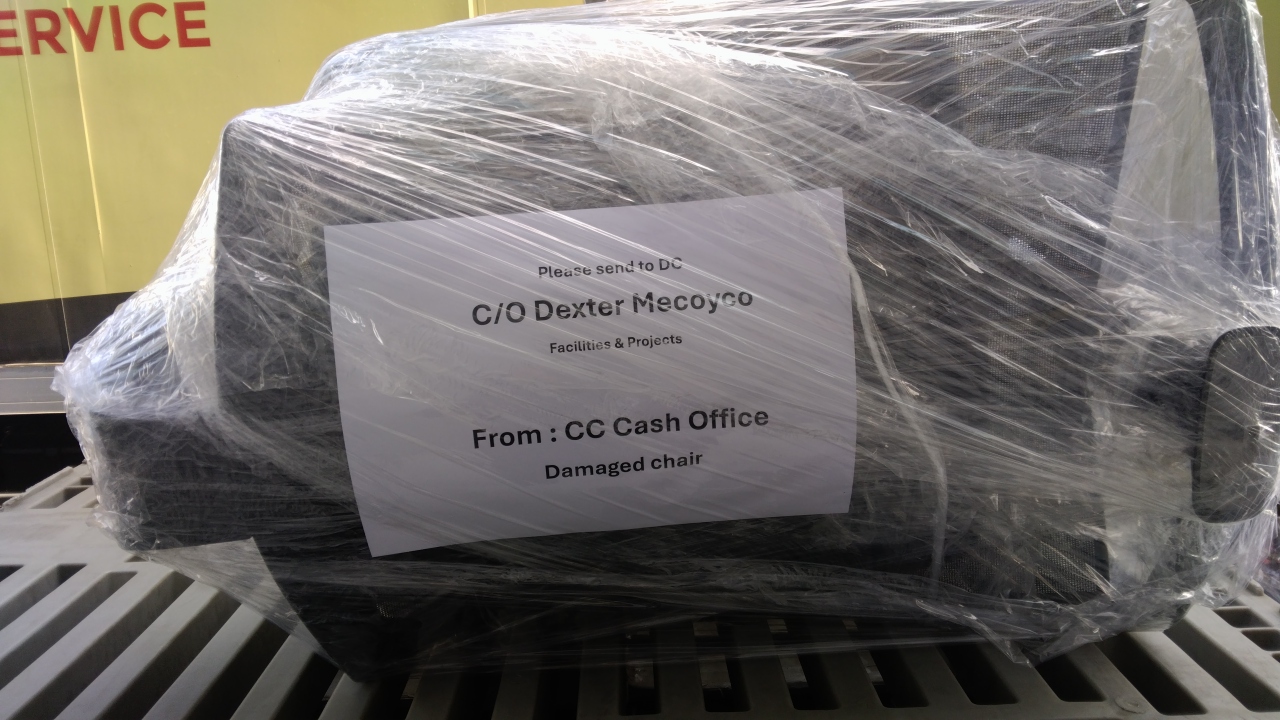 ERVICE
Please send to DC
C/O Dexter Mecoyco
Facilities & Projects
From : CC Cash Office
Damaged chair